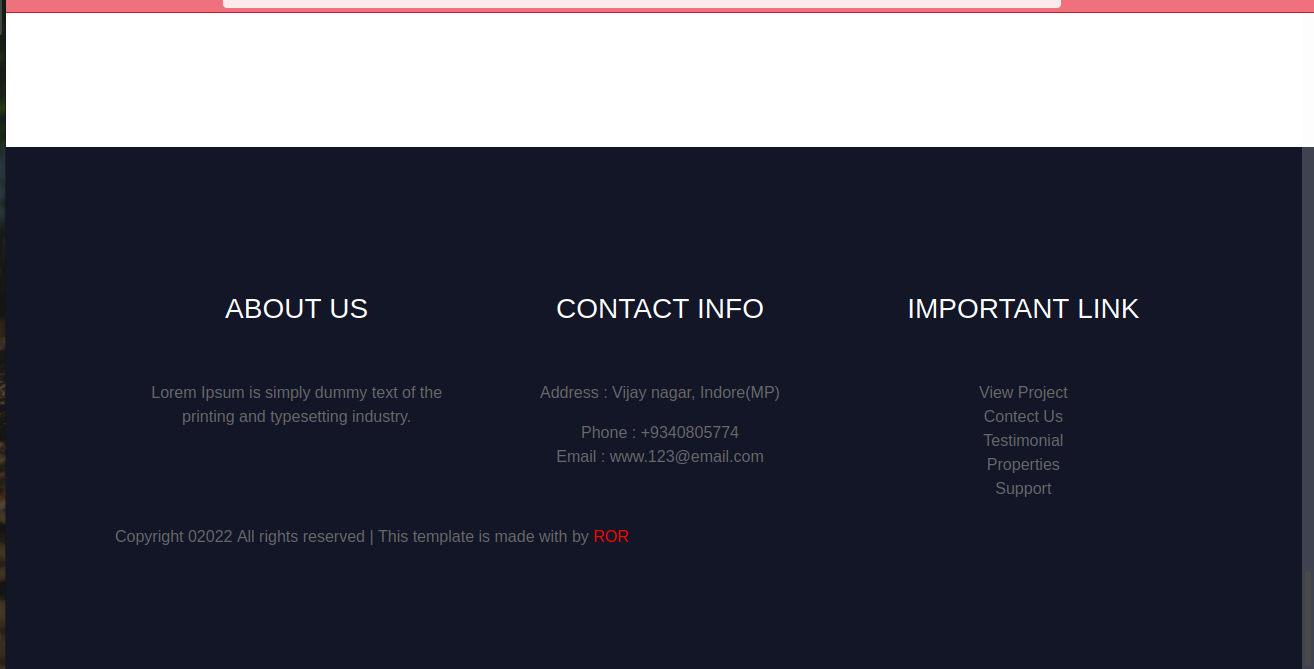 ABOUT US
Lorem Ipsum is simply dummy text of the
printing and typesetting industry.
CONTACT INFO
Address : Vijay nagar, Indore(MP)
Phone : +9340805774
Email : www.123@email.com
IMPORTANT LINK
View Project
Contect Us
Testimonial
Properties
Support
Copyright 02022 All rights reserved | This template is made with by ROR